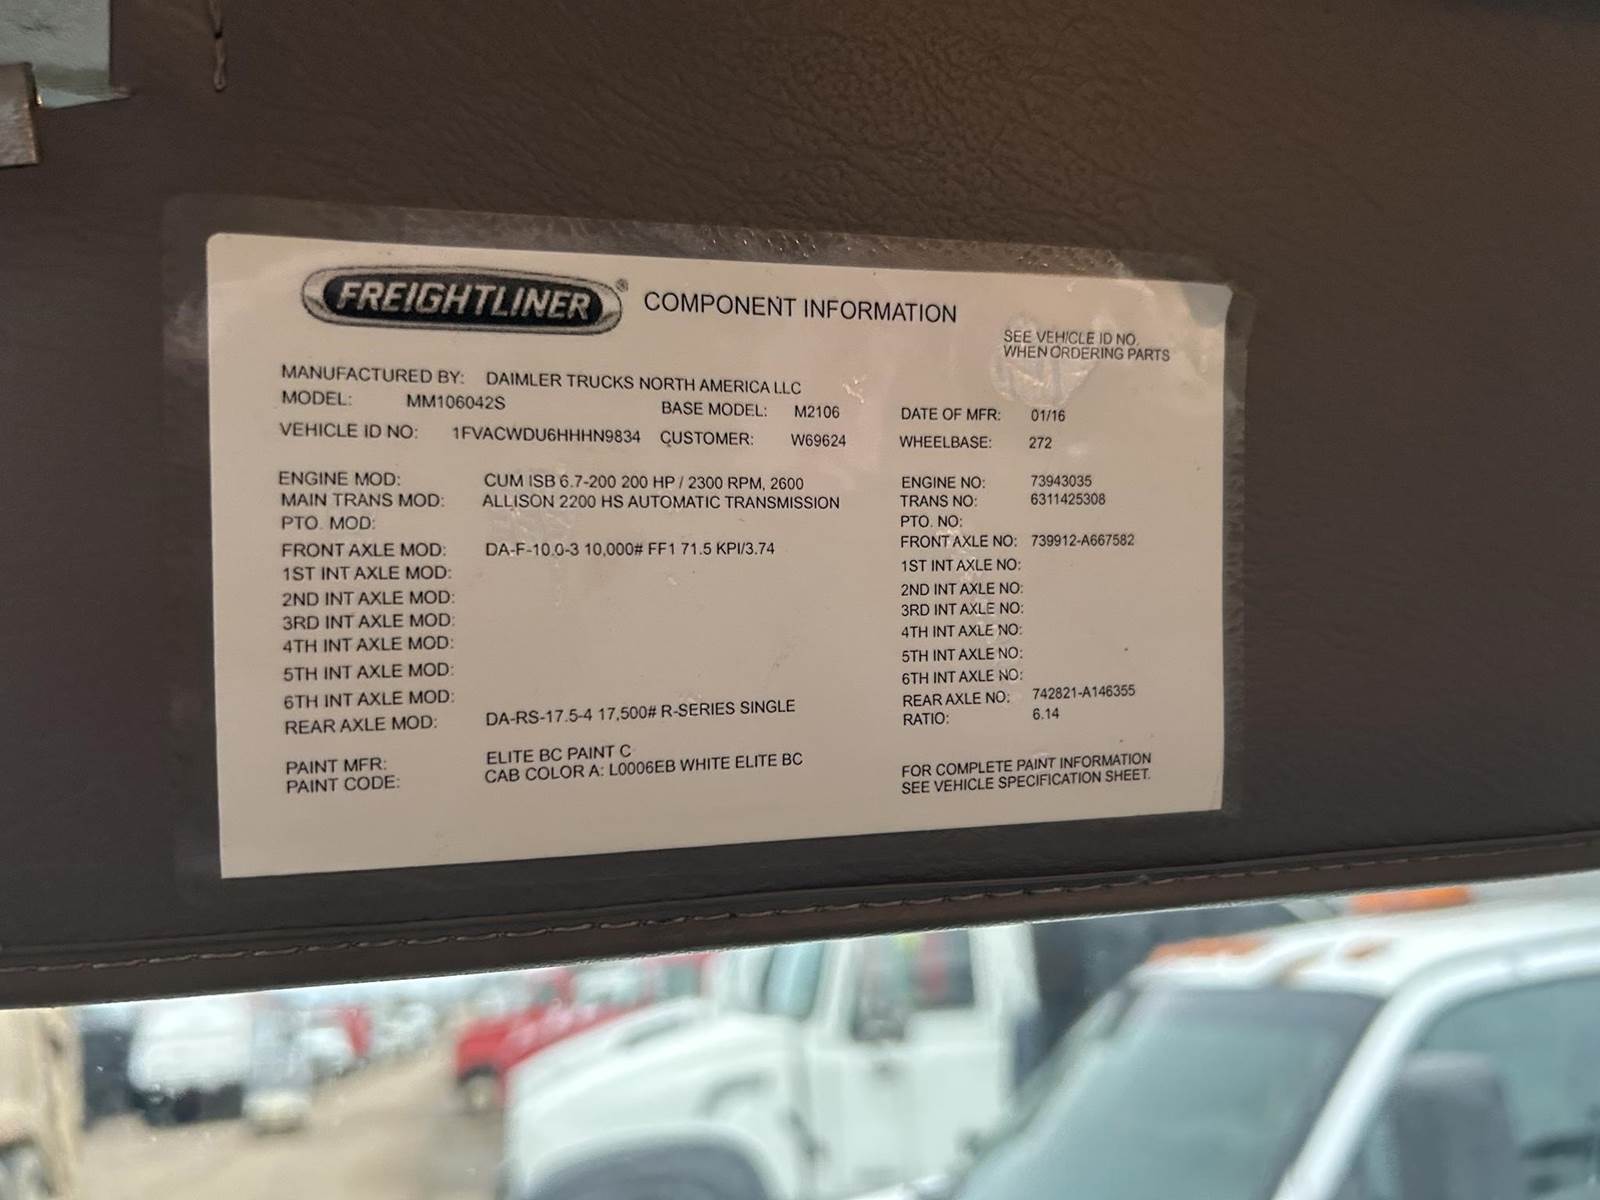 FREIGHTLINER® COMPONENT INFORMATION
SEE VEHICLE ID NO.
WHEN ORDERING PARTS
MANUFACTURED BY: DAIMLER TRUCKS NORTH AMERICA LLC
MODEL: MM106042S BASE MODEL: M2106 DATE OF MFR: 01/16
VEHICLE ID NO: 1FVACWDU6HHHN9834 CUSTOMER: W69624 WHEELBASE: 272
ENGINE MOD: CUM ISB 6.7-200 200 HP / 2300 RPM, 2600 ENGINE NO: 73943035
MAIN TRANS MOD: ALLISON 2200 HS AUTOMATIC TRANSMISSION TRANS NO: 6311425308
PTO. MOD: PTO. NO:
FRONT AXLE MOD: DA-F-10.0-3 10,000# FF1 71.5 KPI/3.74 FRONT AXLE NO: 739912-A667582
1ST INT AXLE MOD: 1ST INT AXLE NO:
2ND INT AXLE MOD: 2ND INT AXLE NO:
3RD INT AXLE MOD: 3RD INT AXLE NO:
4TH INT AXLE MOD: 4TH INT AXLE NO:
5TH INT AXLE MOD: 5TH INT AXLE NO:
6TH INT AXLE MOD: 6TH INT AXLE NO:
REAR AXLE MOD: DA-RS-17.5-4 17,500# R-SERIES SINGLE REAR AXLE NO: 742821-A146355
RATIO: 6.14
PAINT MFR: ELITE BC PAINT C
PAINT CODE: CAB COLOR A: L0006EB WHITE ELITE BC
FOR COMPLETE PAINT INFORMATION
SEE VEHICLE SPECIFICATION SHEET.